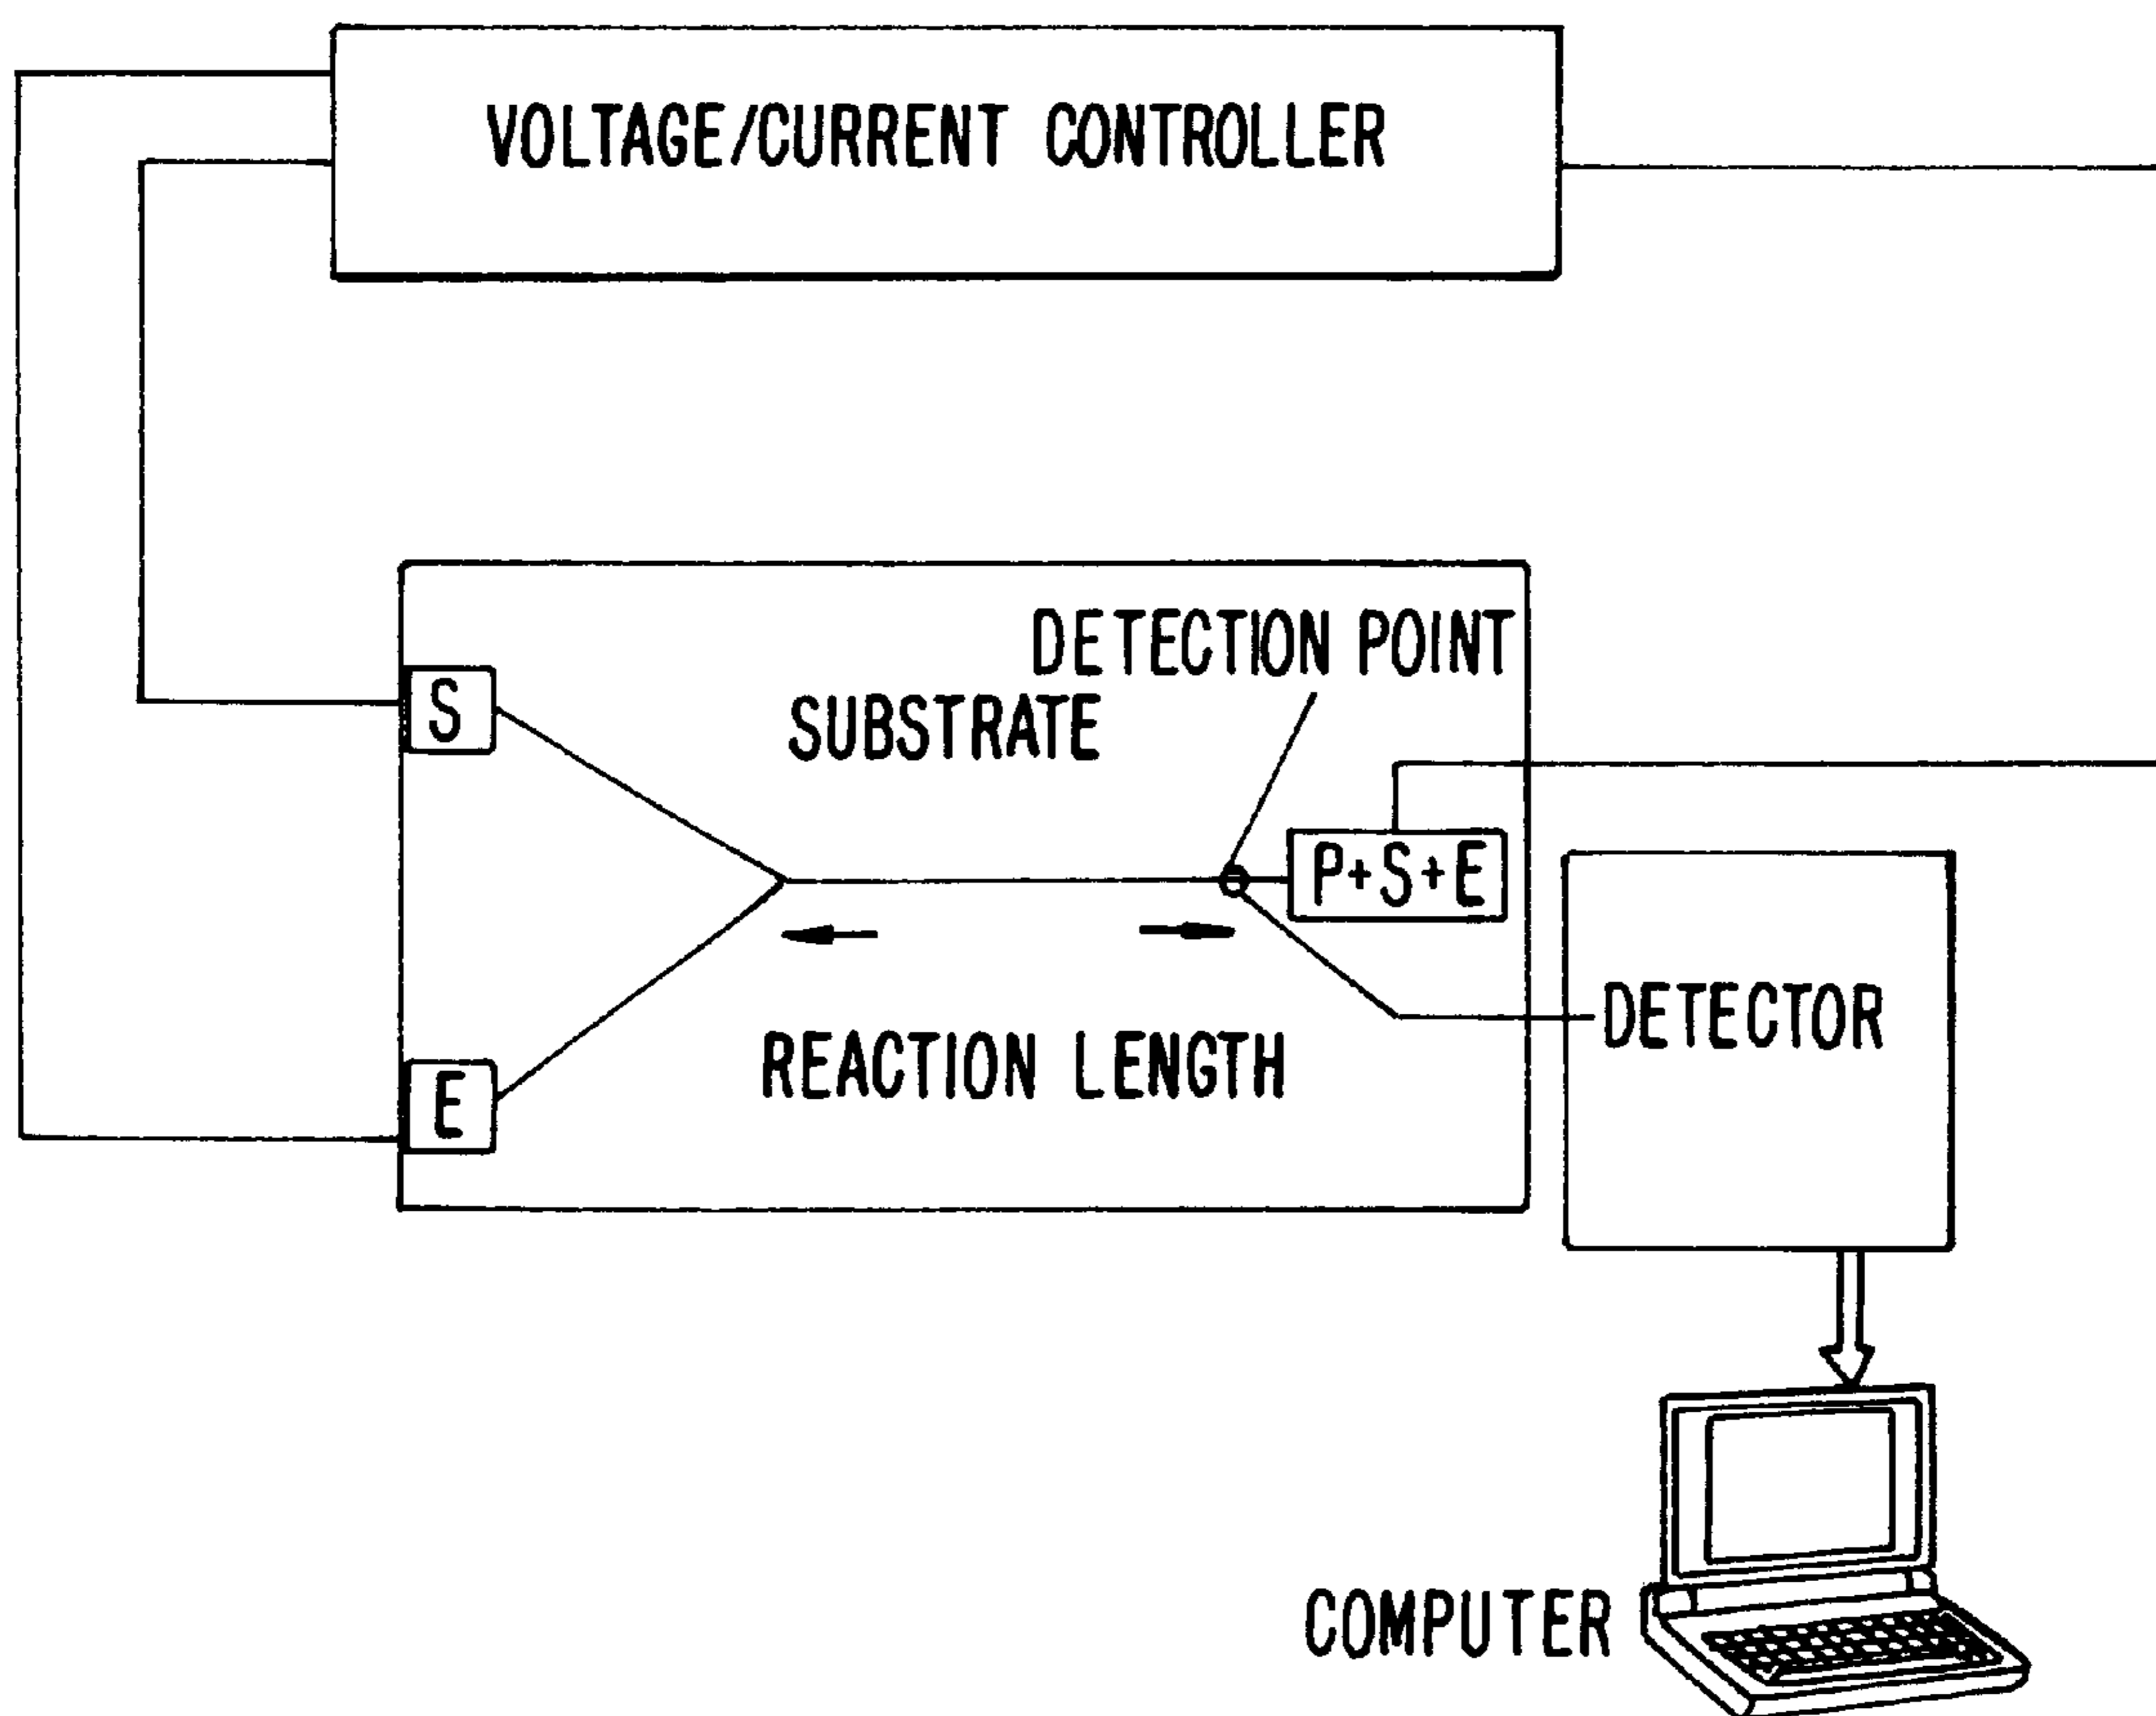 VOLTAGE/CURRENT CONTROLLER
DETECTION POINT
S
SUBSTRATE
P+S+E
DETECTOR
REACTION LENGTH
E
COMPUTER